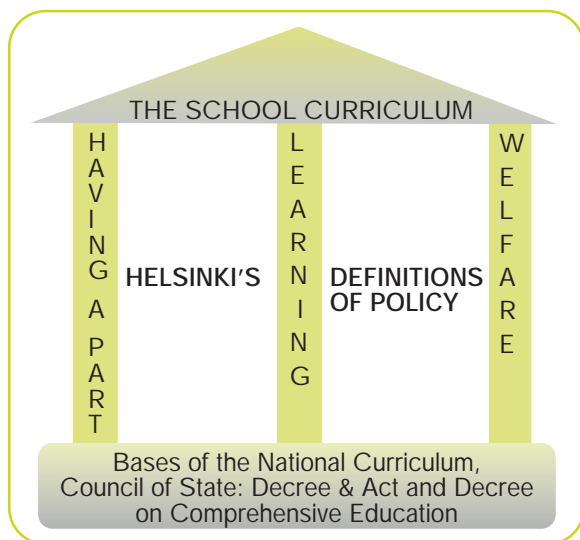 THE SCHOOL CURRICULUM
HAVING A PART
HELSINKI'S
LEARNING
DEFINITIONS
OF POLICY
WELFARE
Bases of the National Curriculum,
Council of State: Decree & Act and Decree
on Comprehensive Education